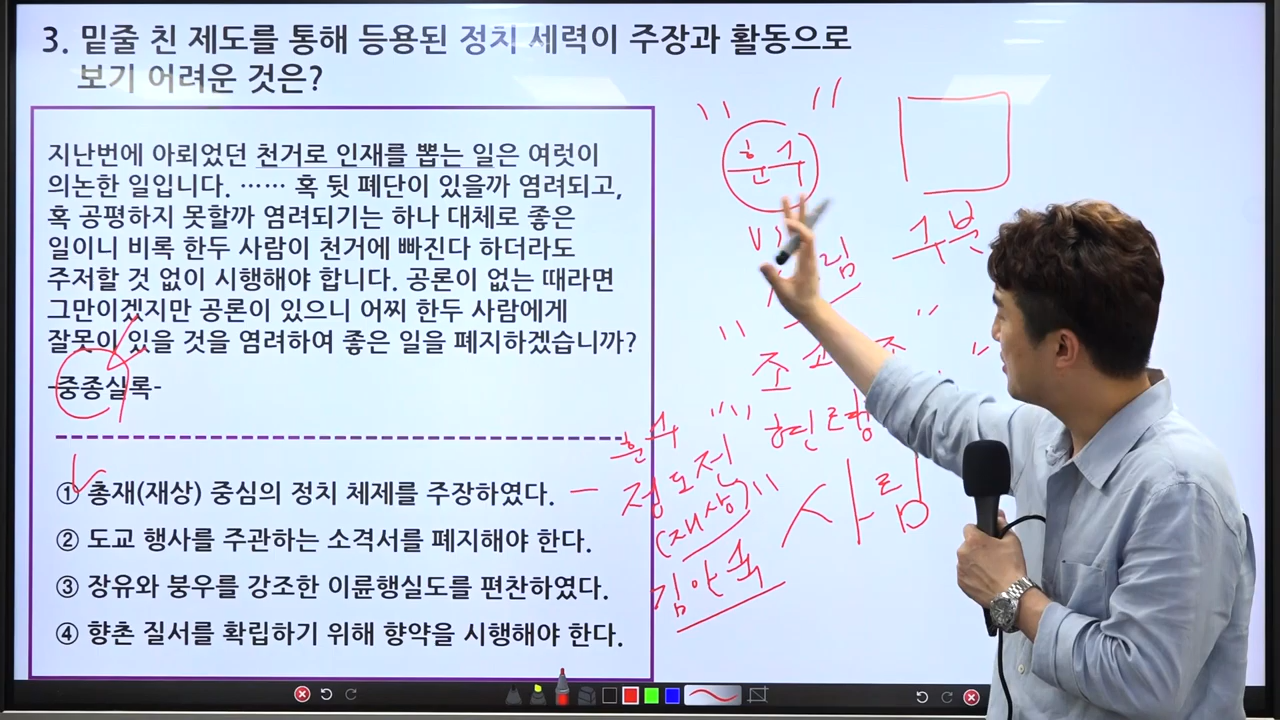 3. 밑줄 친 제도를 통해 등용된 정치 세력이 주장과 활동으로
보기 어려운 것은?
지난번에 아뢰었던 천거로 인재를 뽑는 일은 여럿이
의논한 일입니다. …… 혹 뒷 폐단이 있을까 염려되고,
혹 공평하지 못할까 염려되기는 하나 대체로 좋은
일이니 비록 한두 사람이 천거에 빠진다 하더라도
주저할 것 없이 시행해야 합니다. 공론이 없는 때라면
그만이겠지만 공론이 있으니 어찌 한두 사람에게
잘못이 있을 것을 염려하여 좋은 일을 폐지하겠습니까?
-중종실록-
① 총재(재상) 중심의 정치 체제를 주장하였다.
② 도교 행사를 주관하는 소격서를 폐지해야 한다.
③ 장유와 붕우를 강조한 이륜행실도를 편찬하였다.
④ 향촌 질서를 확립하기 위해 향약을 시행해야 한다.
훈구
조
현량
사림
훈구
정도전
(재상)
김안국